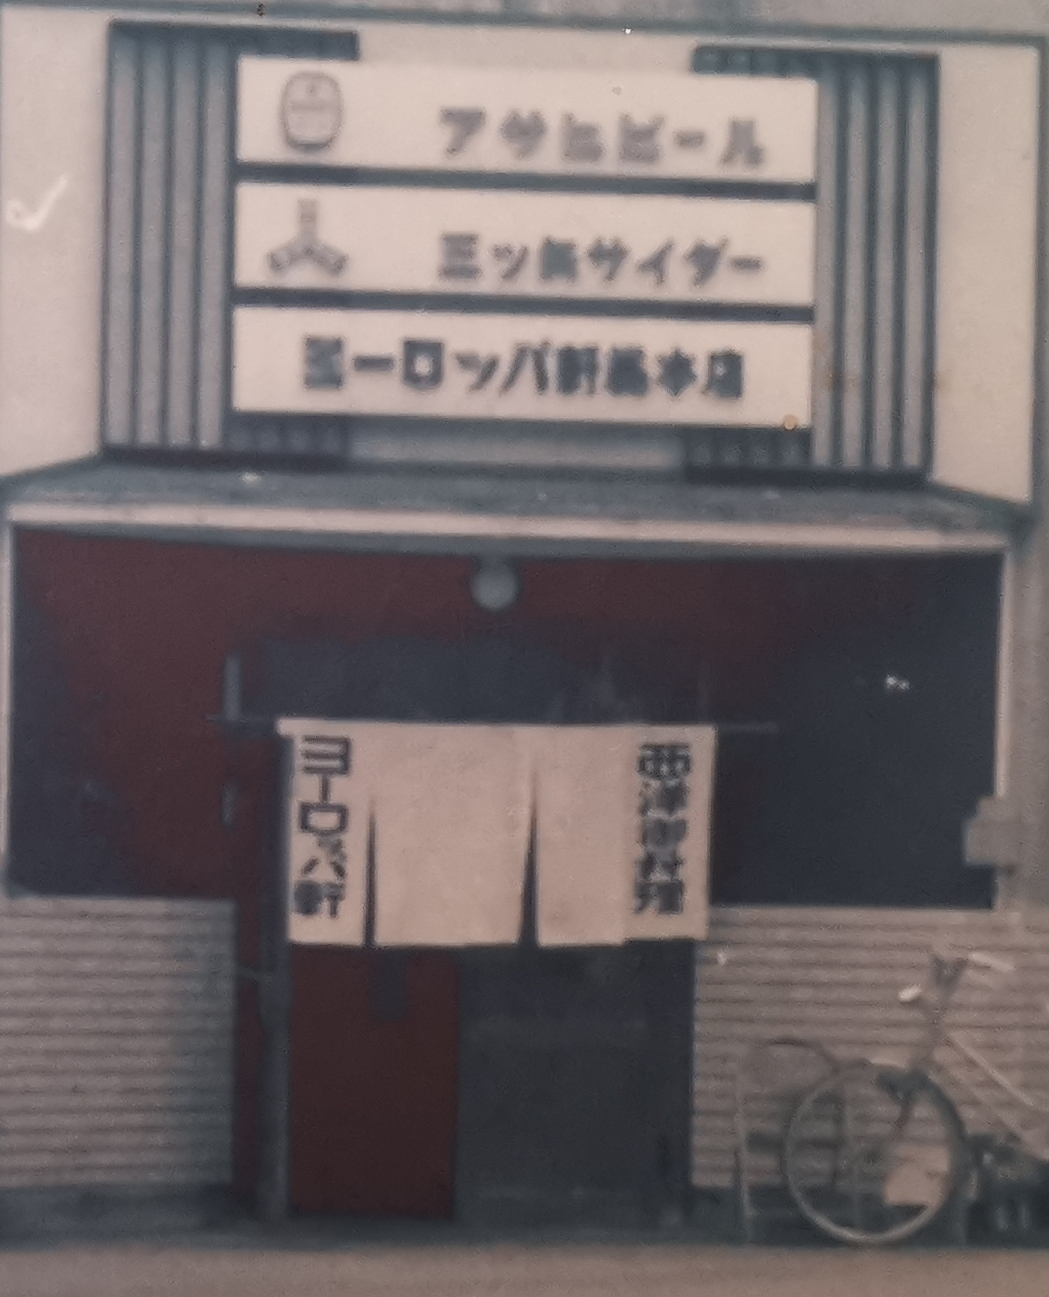 アサヒビール
三ツ矢サイダー
ヨーロッパ軒総本店
西洋御料理
ヨーロッパ軒